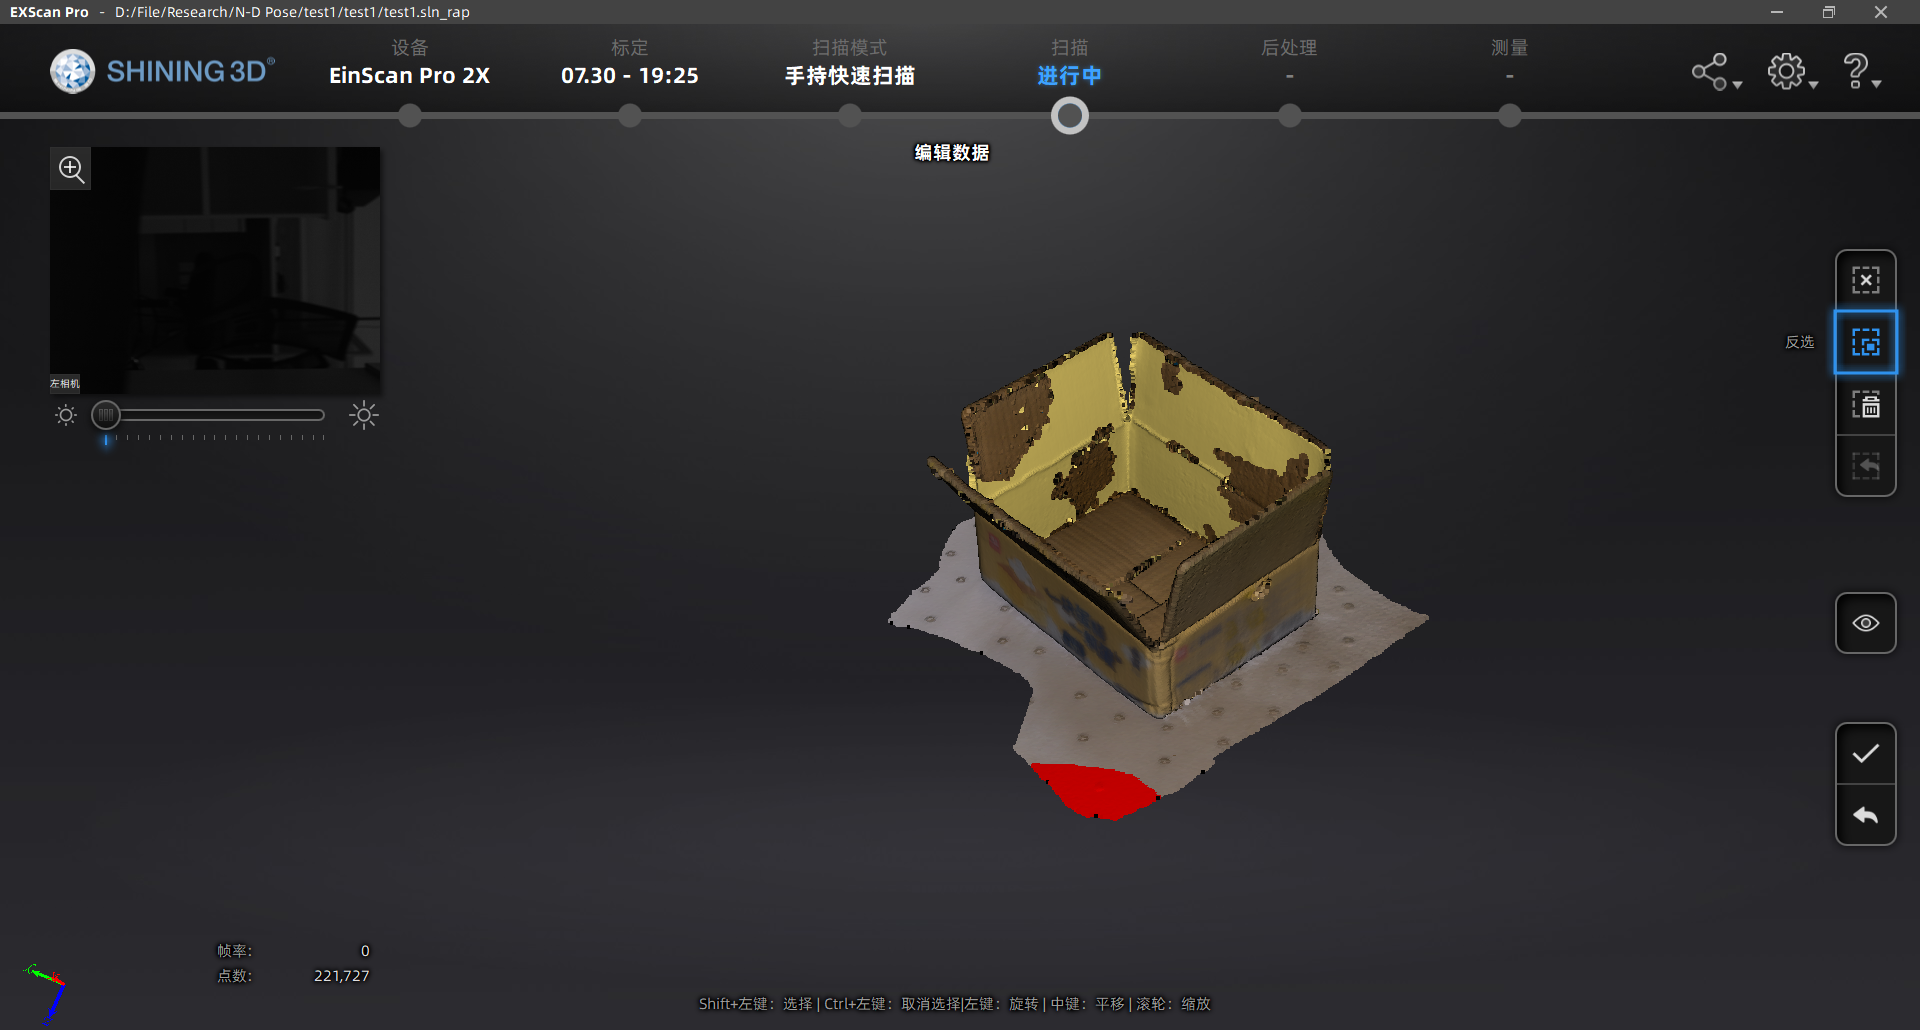 EXScan Pro - D:/File/Research/N-D Pose/test1/test1/test1.sln_rap
SHINING 3D®
设备
EinScan Pro 2X
标定
07.30 - 19:25
扫描模式
手持快速扫描
扫描
进行中
后处理
-
测量
-
编辑数据
左相机
反选
帧率: 0
点数: 221,727
Shift+左键: 选择 | Ctrl+左键: 取消选择|左键: 旋转 | 中键: 平移 | 滚轮: 缩放